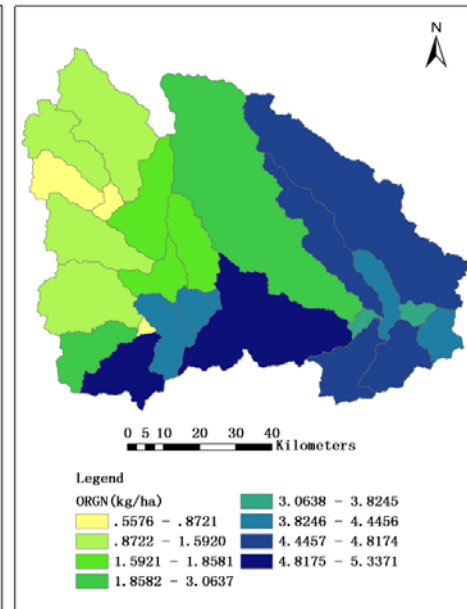 N
0 5 10 20 30 40
Kilometers
Legend
ORGN(kg/ha)
.5576 - .8721
.8722 - 1.5920
1.5921 - 1.8581
1.8582 - 3.0637
3.0638 - 3.8245
3.8246 - 4.4456
4.4457 - 4.8174
4.8175 - 5.3371